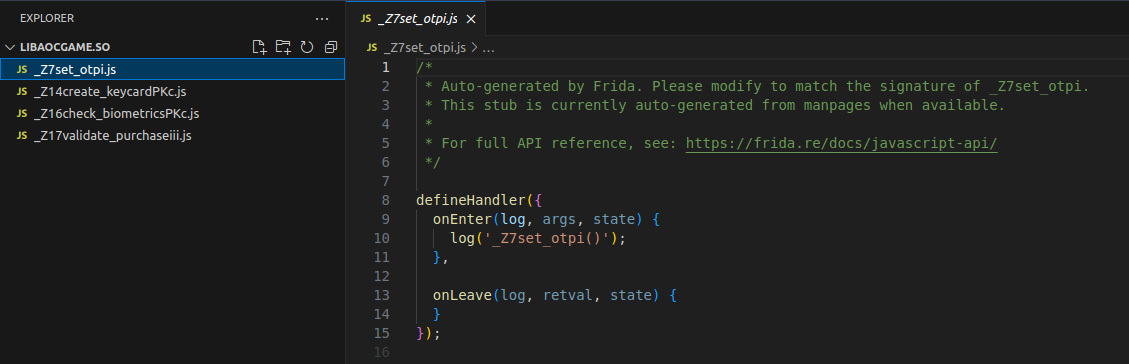 EXPLORER ···
LIBAOCGAME.SO
JS _Z7set_otpi.js
JS _Z14create_keycardPKc.js
JS _Z16check_biometricsPKc.js
JS _Z17validate_purchaseiii.js
JS _Z7set_otpi.js ×
JS _Z7set_otpi.js > ...
1 /*
2  * Auto-generated by Frida. Please modify to match the signature of _Z7set_otpi.
3  * This stub is currently auto-generated from manpages when available.
4  *
5  * For full API reference, see: https://frida.re/docs/javascript-api/
6  */
7
8 defineHandler({
9   onEnter(log, args, state) {
10     log('_Z7set_otpi()');
11   },
12
13   onLeave(log, retval, state) {
14   }
15 });
16